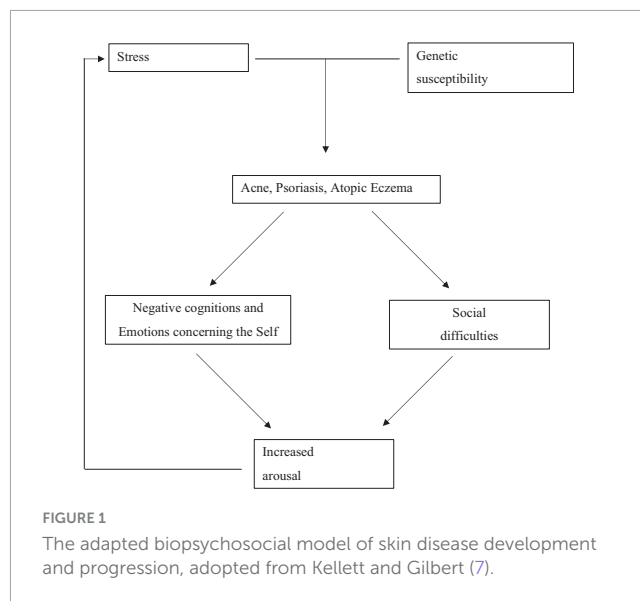 Stress
Genetic
susceptibility
Acne, Psoriasis, Atopic Eczema
Negative cognitions and
Emotions concerning the Self
Social
difficulties
Increased
arousal
FIGURE 1
The adapted biopsychosocial model of skin disease development
and progression, adopted from Kellett and Gilbert (7).